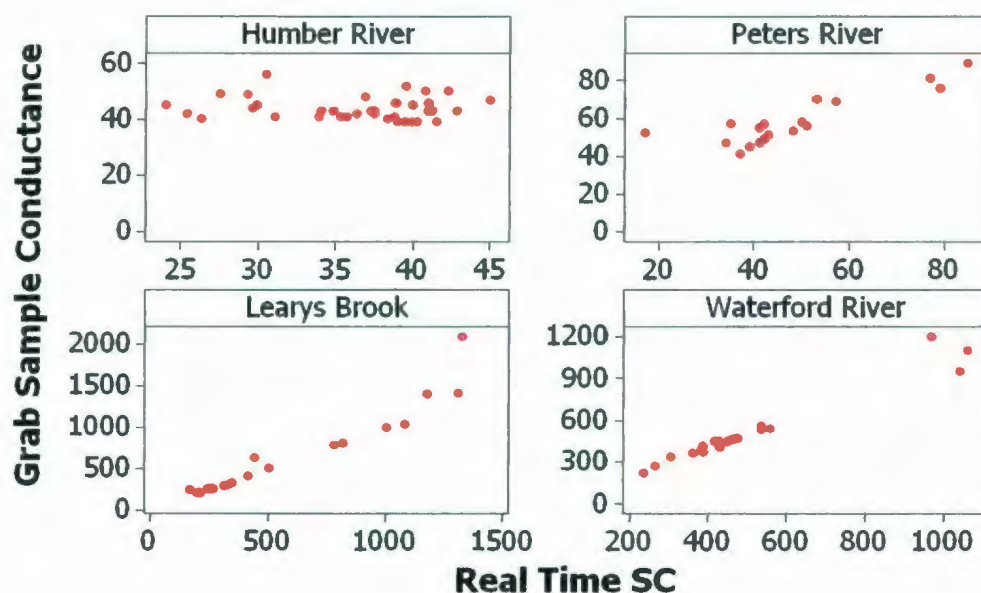 Grab Sample Conductance
Humber River
60
40
20
0
25 30 35 40 45
Peters River
80
60
40
20
0
20 40 60 80
Learys Brook
2000
1500
1000
500
0
0 500 1000 1500
Waterford River
1200
900
600
300
0
200 400 600 800 1000
Real Time SC